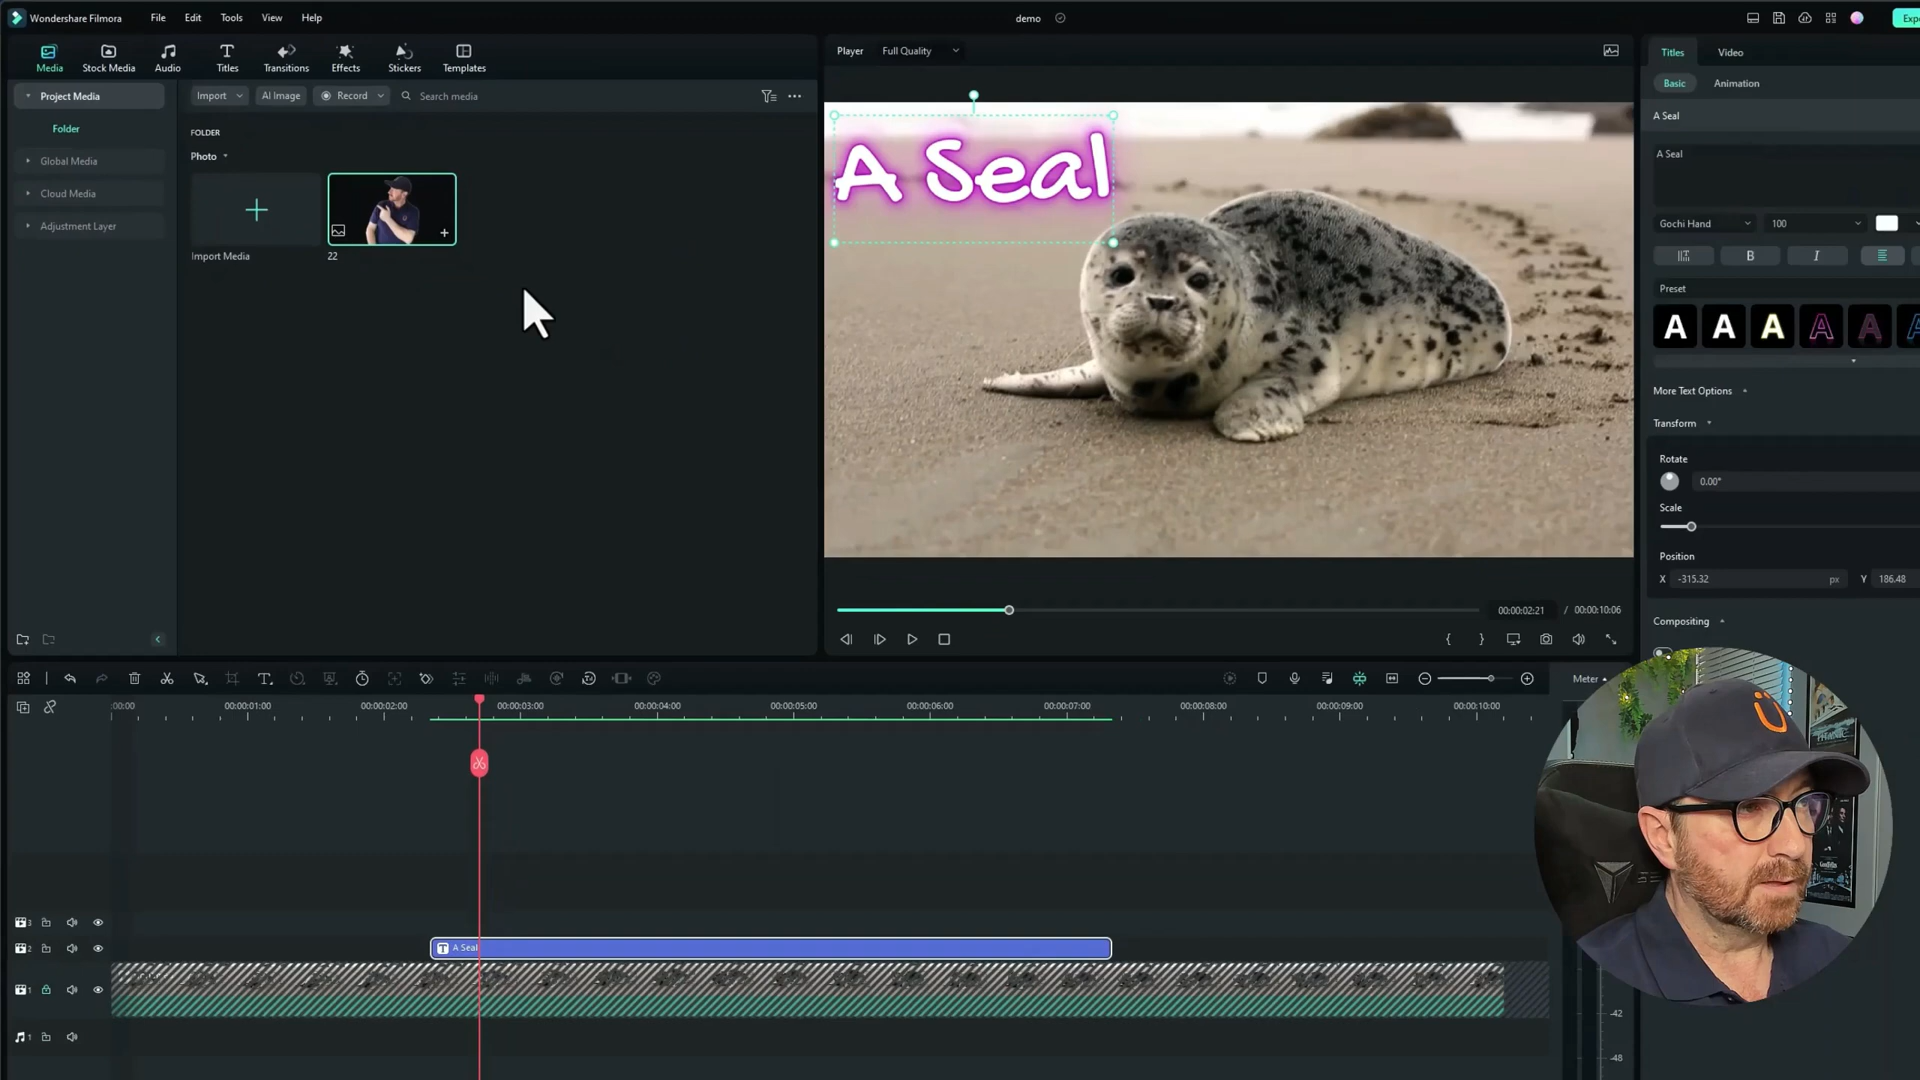 Wondershare Filmora File Edit Tools View Help demo
Media Stock Media Audio Titles Transitions Effects Stickers Templates
Project Media
Folder
Global Media
Cloud Media
Adjustment Layer
Import AI Image Record Search media
FOLDER
Photo
Import Media 22
Player Full Quality
A Seal
00:00:02:21 / 00:00:10:06
Titles Video
Basic Animation
A Seal
A Seal
Gochi Hand 100
B I
Preset
A A A A A
More Text Options
Transform
Rotate
0.00°
Scale
Position
X -315.32 px Y 186.48
Compositing
Meter
:00:00 00:00:01:00 00:00:02:00 00:00:03:00 00:00:04:00 00:00:05:00 00:00:06:00 00:00:07:00 00:00:08:00 00:00:09:00 00:00:10:00
3
2 T A Seal
1
1
-42
-48